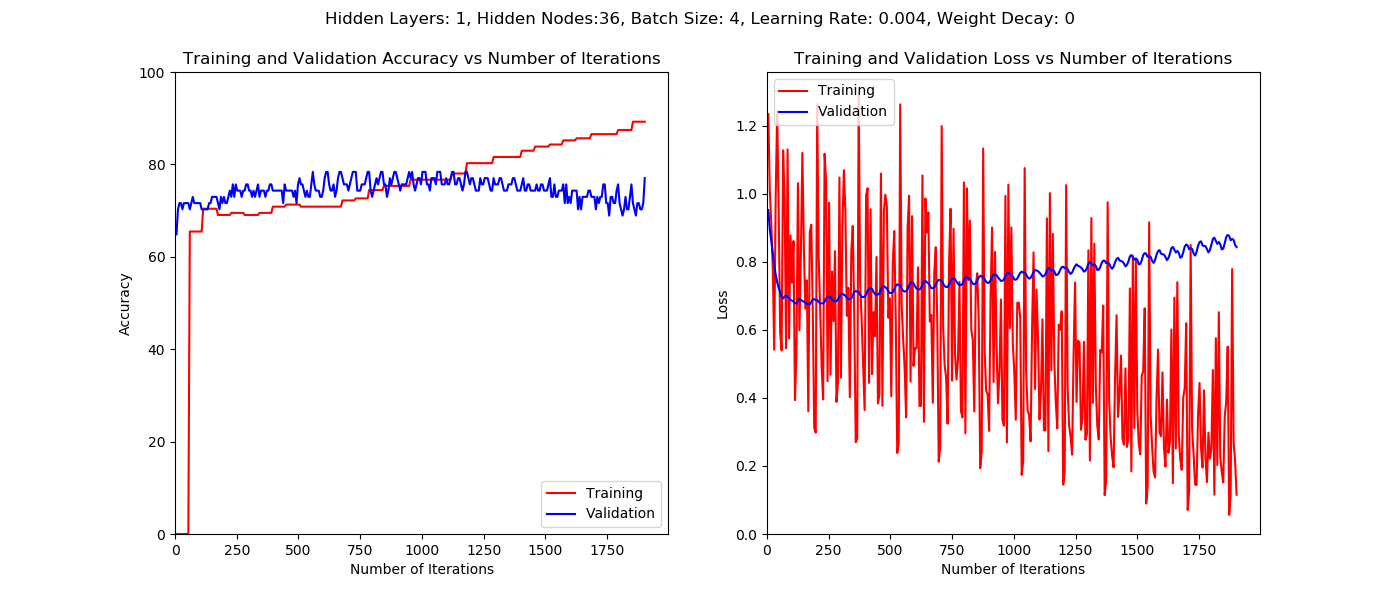 Hidden Layers: 1, Hidden Nodes:36, Batch Size: 4, Learning Rate: 0.004, Weight Decay: 0
Training and Validation Accuracy vs Number of Iterations
100
80
60
40
20
0
Accuracy
0 250 500 750 1000 1250 1500 1750
Number of Iterations
Training
Validation
Training and Validation Loss vs Number of Iterations
Training
Validation
1.2
1.0
0.8
0.6
0.4
0.2
0.0
Loss
0 250 500 750 1000 1250 1500 1750
Number of Iterations